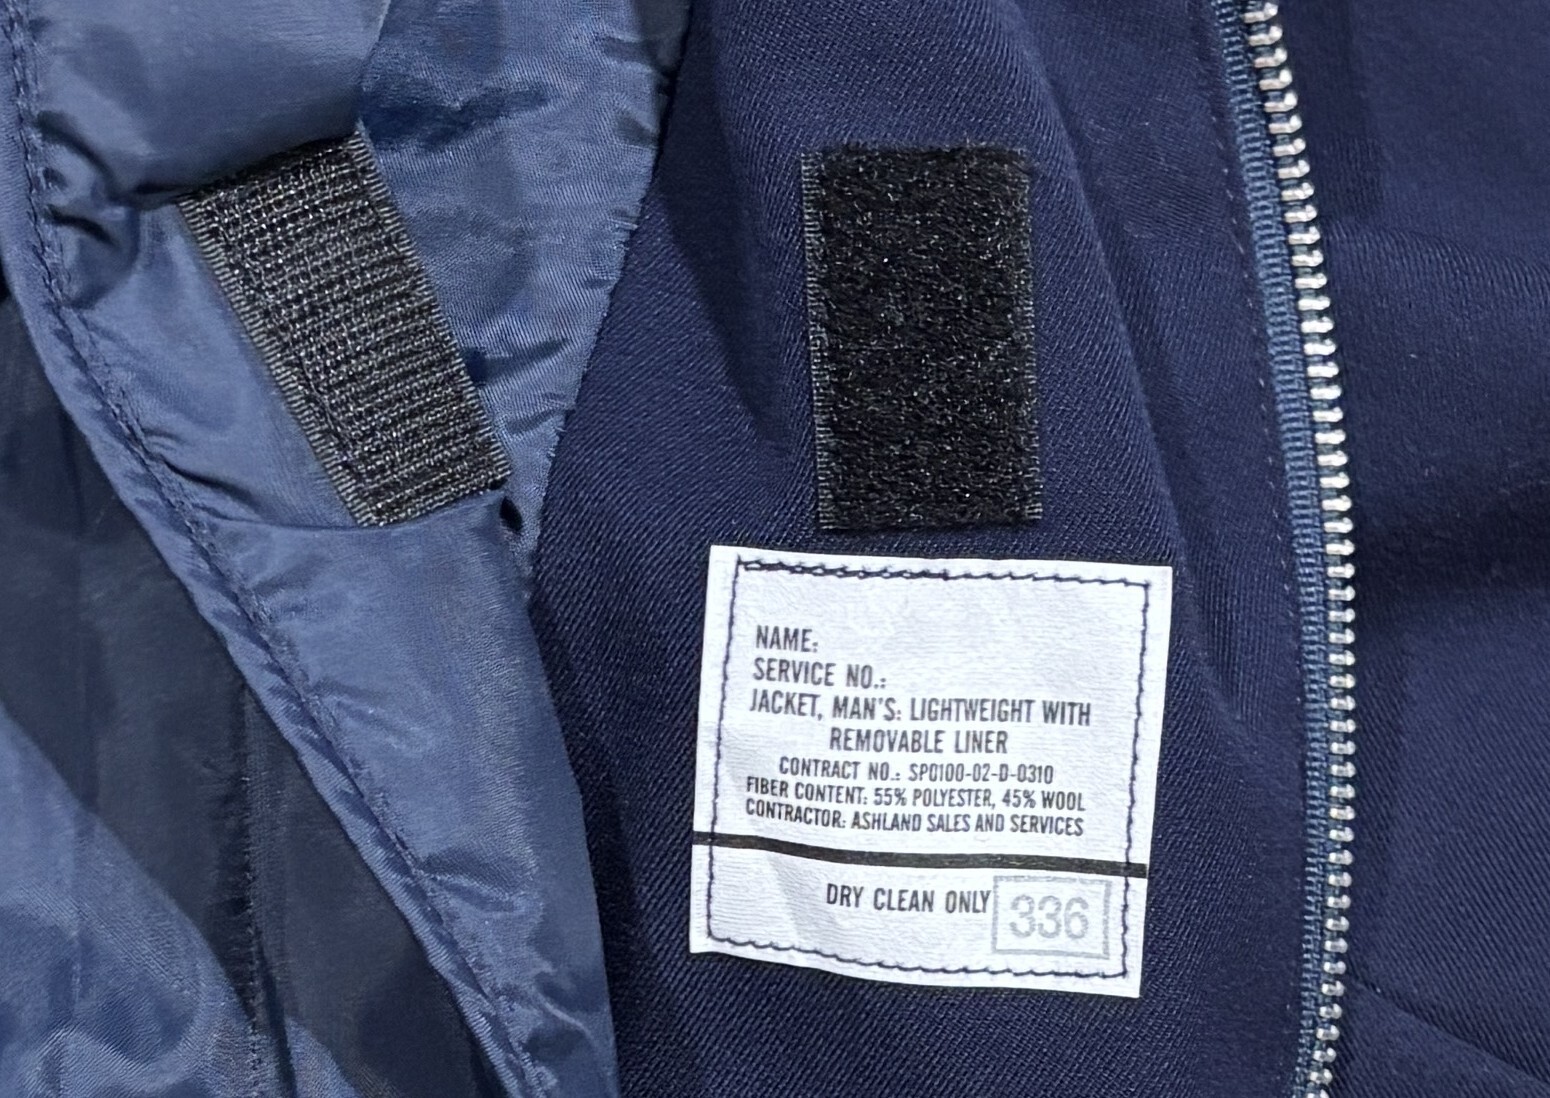 NAME:
SERVICE NO.:
JACKET, MAN'S: LIGHTWEIGHT WITH
REMOVABLE LINER
CONTRACT NO.: SPO100-02-D-0310
FIBER CONTENT: 55% POLYESTER, 45% WOOL
CONTRACTOR: ASHLAND SALES AND SERVICES
DRY CLEAN ONLY 336